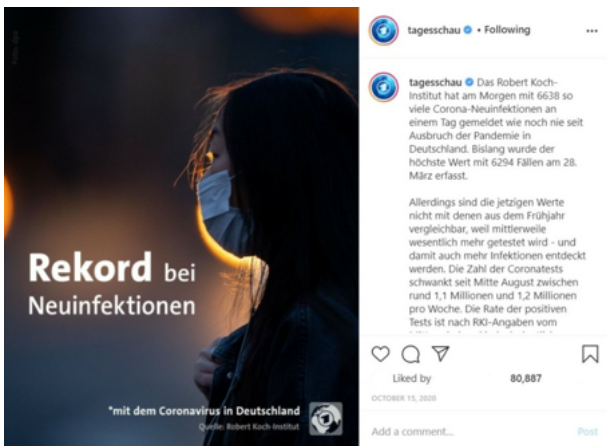 Rekord bei
Neuinfektionen
*mit dem Coronavirus in Deutschland
Quelle: Robert Koch-Institut
tagesschau • Following
tagesschau Das Robert Koch-
Institut hat am Morgen mit 6638 so
viele Corona-Neuinfektionen an
einem Tag gemeldet wie noch nie seit
Ausbruch der Pandemie in
Deutschland. Bislang wurde der
höchste Wert mit 6294 Fällen am 28.
März erfasst.
Allerdings sind die jetzigen Werte
nicht mit denen aus dem Frühjahr
vergleichbar, weil mittlerweile
wesentlich mehr getestet wird - und
damit auch mehr Infektionen entdeckt
werden. Die Zahl der Coronatests
schwankt seit Mitte August zwischen
rund 1,1 Millionen und 1,2 Millionen
pro Woche. Die Rate der positiven
Tests ist nach RKI-Angaben vom
Liked by 80,887
OCTOBER 15, 2020
Add a comment... Post